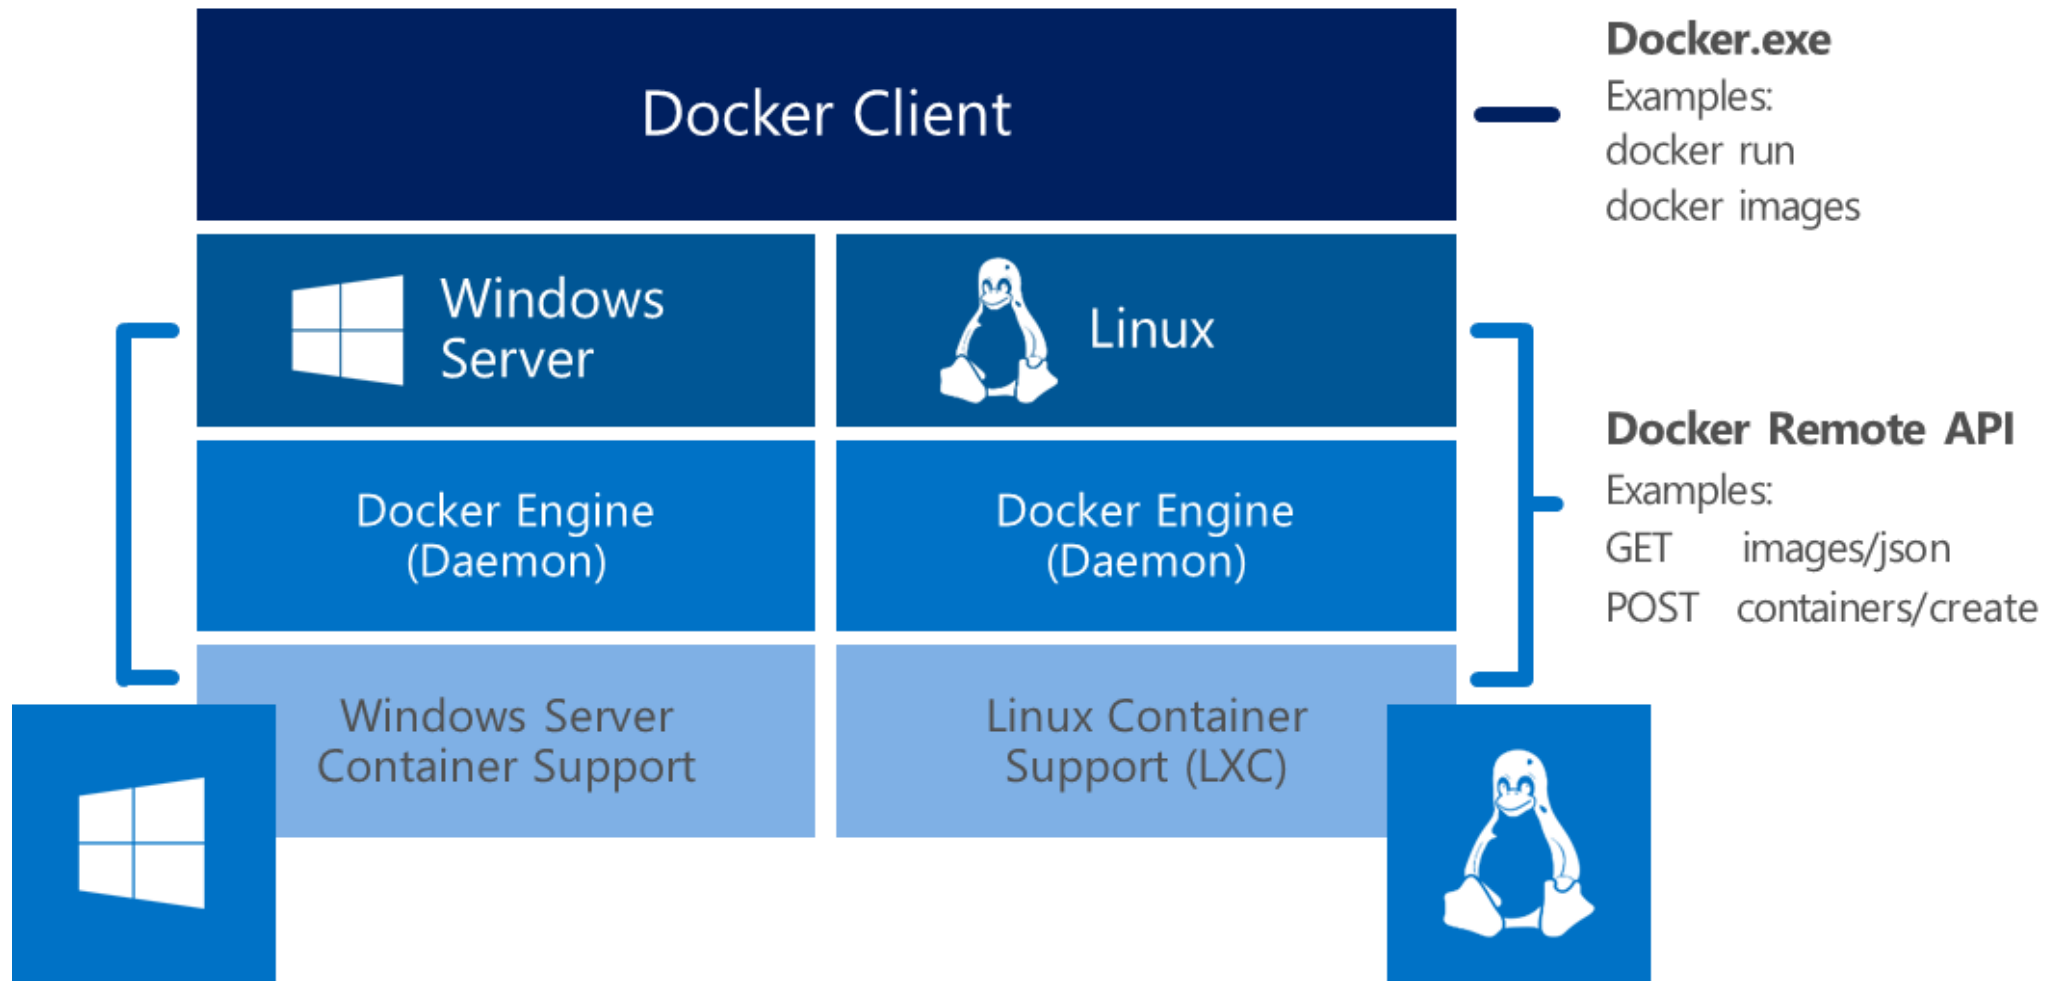 Docker Client
Docker.exe
Examples:
docker run
docker images
Windows
Server
Linux
Docker Engine
(Daemon)
Docker Engine
(Daemon)
Docker Remote API
Examples:
GET images/json
POST containers/create
Windows Server
Container Support
Linux Container
Support (LXC)